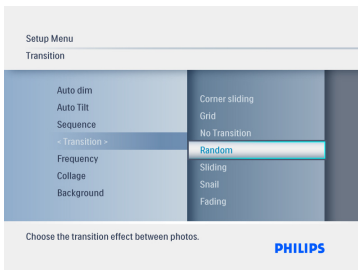 Setup Menu
Transition
Auto dim
Auto Tilt
Sequence
< Transition >
Frequency
Collage
Background
Corner sliding
Grid
No Transition
Random
Sliding
Snail
Fading
Choose the transition effect between photos.
PHILIPS